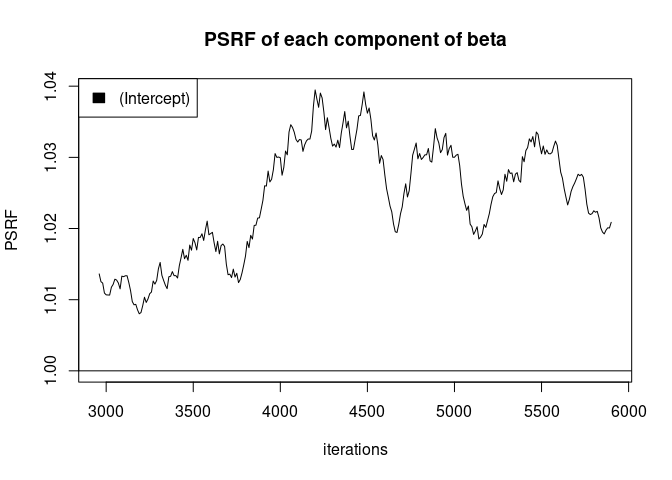 PSRF of each component of beta
(Intercept)
PSRF
1.04
1.03
1.02
1.01
1.00
3000 3500 4000 4500 5000 5500 6000
iterations